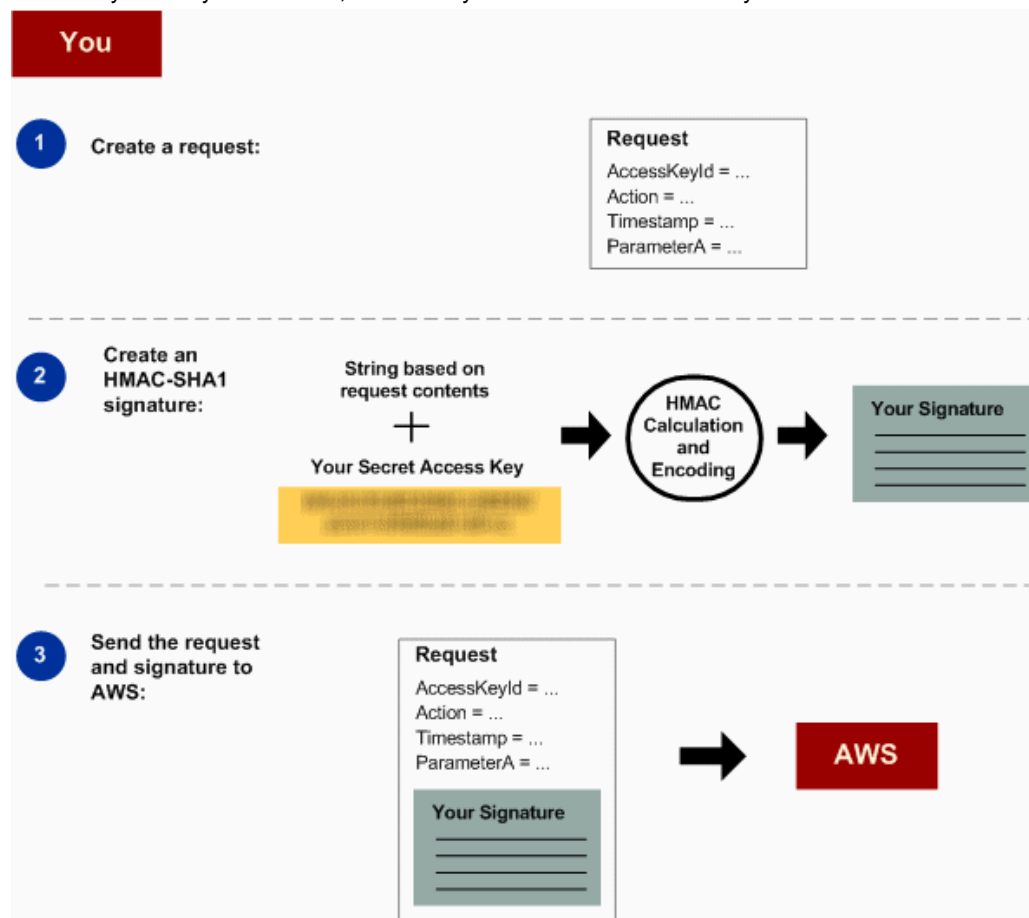 You
1
Create a request:
Request
AccessKeyId = ...
Action = ...
Timestamp = ...
ParameterA = ...
2
Create an
HMAC-SHA1
signature:
String based on
request contents
+
Your Secret Access Key
HMAC
Calculation
and
Encoding
Your Signature
3
Send the request
and signature to
AWS:
Request
AccessKeyId = ...
Action = ...
Timestamp = ...
ParameterA = ...
Your Signature
AWS